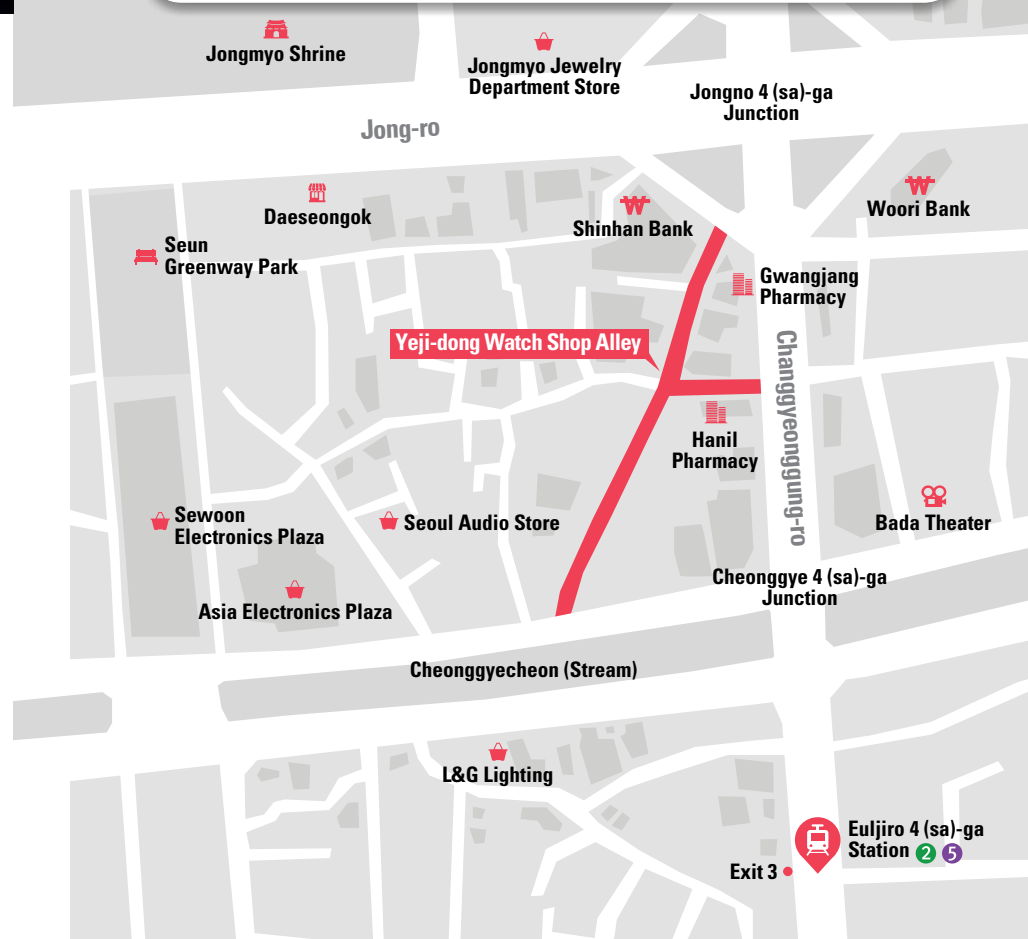 Jongmyo Shrine
Jongmyo Jewelry
Department Store
Jongno 4 (sa)-ga
Junction
Jong-ro
Daeseongok
Shinhan Bank
Woori Bank
Seun
Greenway Park
Gwangjang
Pharmacy
Yeji-dong Watch Shop Alley
Changgyeonggung-ro
Hanil
Pharmacy
Sewoon
Electronics Plaza
Seoul Audio Store
Bada Theater
Asia Electronics Plaza
Cheonggye 4 (sa)-ga
Junction
Cheonggyecheon (Stream)
L&G Lighting
Euljiro 4 (sa)-ga
Station 2 5
Exit 3